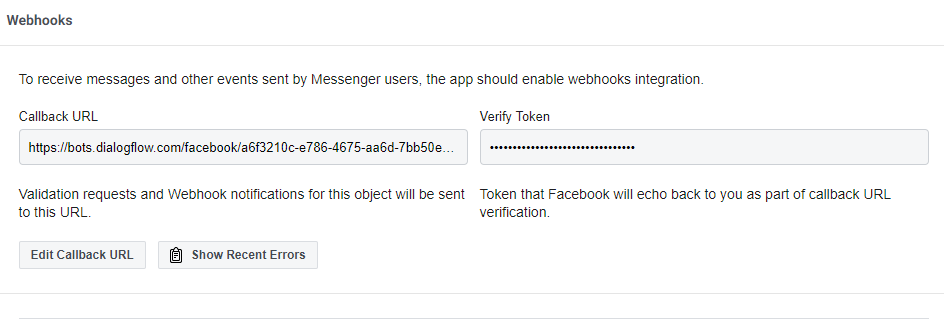 Webhooks
To receive messages and other events sent by Messenger users, the app should enable webhooks integration.
Callback URL
Verify Token
https://bots.dialogflow.com/facebook/a6f3210c-e786-4675-aa6d-7bb50e...
••••••••••••••••••••••••••••••••
Validation requests and Webhook notifications for this object will be sent
to this URL.
Token that Facebook will echo back to you as part of callback URL
verification.
Edit Callback URL
Show Recent Errors